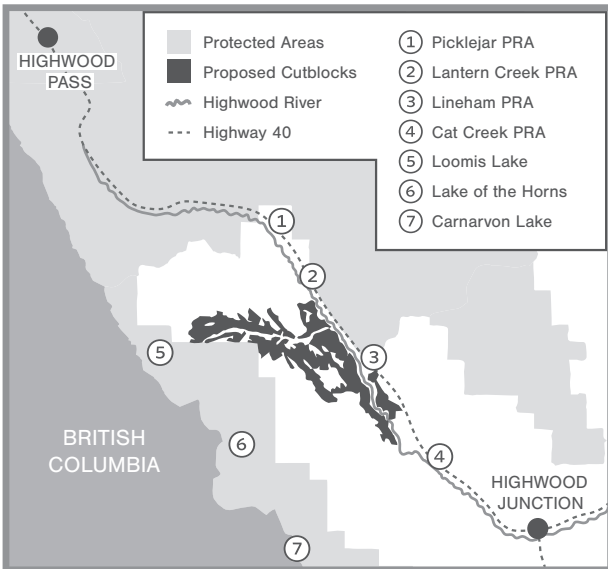 HIGHWOOD
PASS
Protected Areas
Proposed Cutblocks
Highwood River
Highway 40
1 Picklejar PRA
2 Lantern Creek PRA
3 Lineham PRA
4 Cat Creek PRA
5 Loomis Lake
6 Lake of the Horns
7 Carnarvon Lake
1
2
3
5
BRITISH
COLUMBIA
6
4
HIGHWOOD
JUNCTION
7